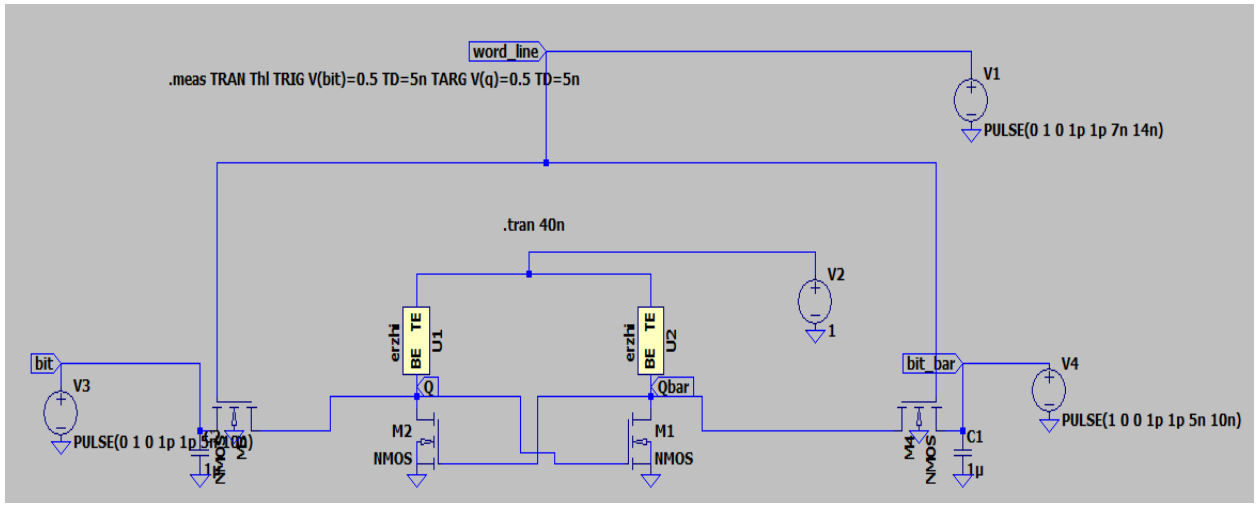 word_line
.meas TRAN Thl TRIG V(bit)=0.5 TD=5n TARG V(q)=0.5 TD=5n
V1
PULSE(0 1 0 1p 1p 7n 14n)
.tran 40n
V2
1
erzhi
TE
BE
U1
erzhi
TE
BE
U2
bit
V3
PULSE(0 1 0 1p 1p 5n 10n)
1µ
NMOS
Q
M2
NMOS
Qbar
M1
NMOS
bit_bar
M4
NMOS
C1
1µ
V4
PULSE(1 0 0 1p 1p 5n 10n)